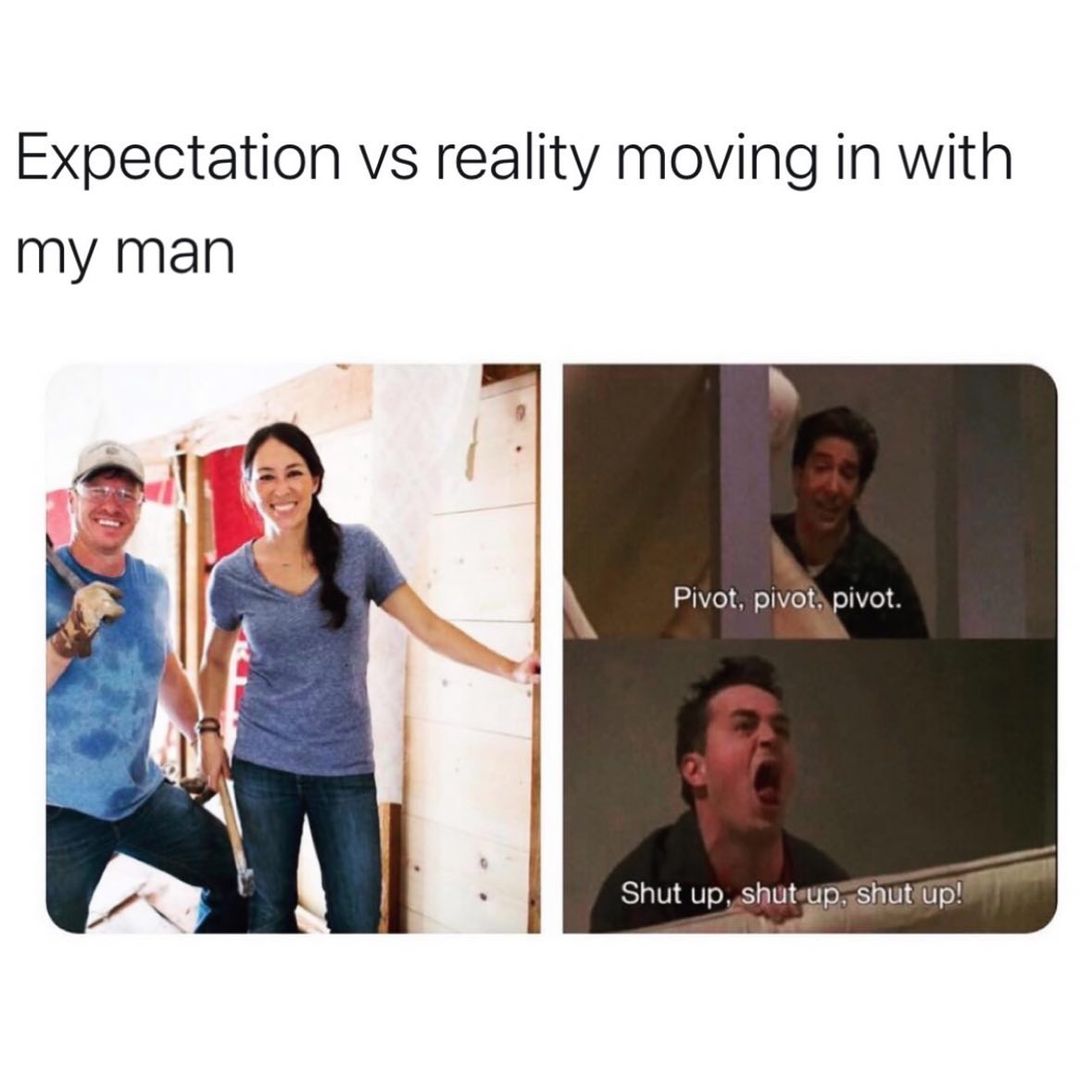 Expectation vs reality moving in with
my man
Pivot, pivot, pivot.
Shut up, shut up, shut up!